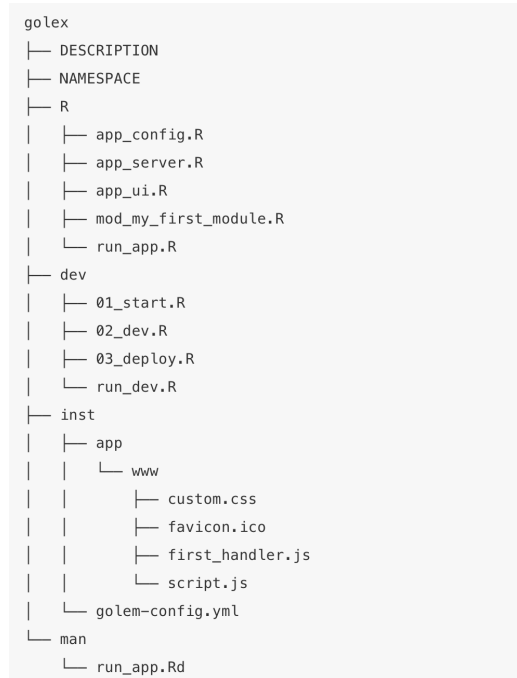 golex
├── DESCRIPTION
├── NAMESPACE
├── R
│   ├── app_config.R
│   ├── app_server.R
│   ├── app_ui.R
│   ├── mod_my_first_module.R
│   └── run_app.R
├── dev
│   ├── 01_start.R
│   ├── 02_dev.R
│   ├── 03_deploy.R
│   └── run_dev.R
├── inst
│   ├── app
│   │   └── www
│   │       ├── custom.css
│   │       ├── favicon.ico
│   │       ├── first_handler.js
│   │       └── script.js
│   └── golem-config.yml
└── man
    └── run_app.Rd